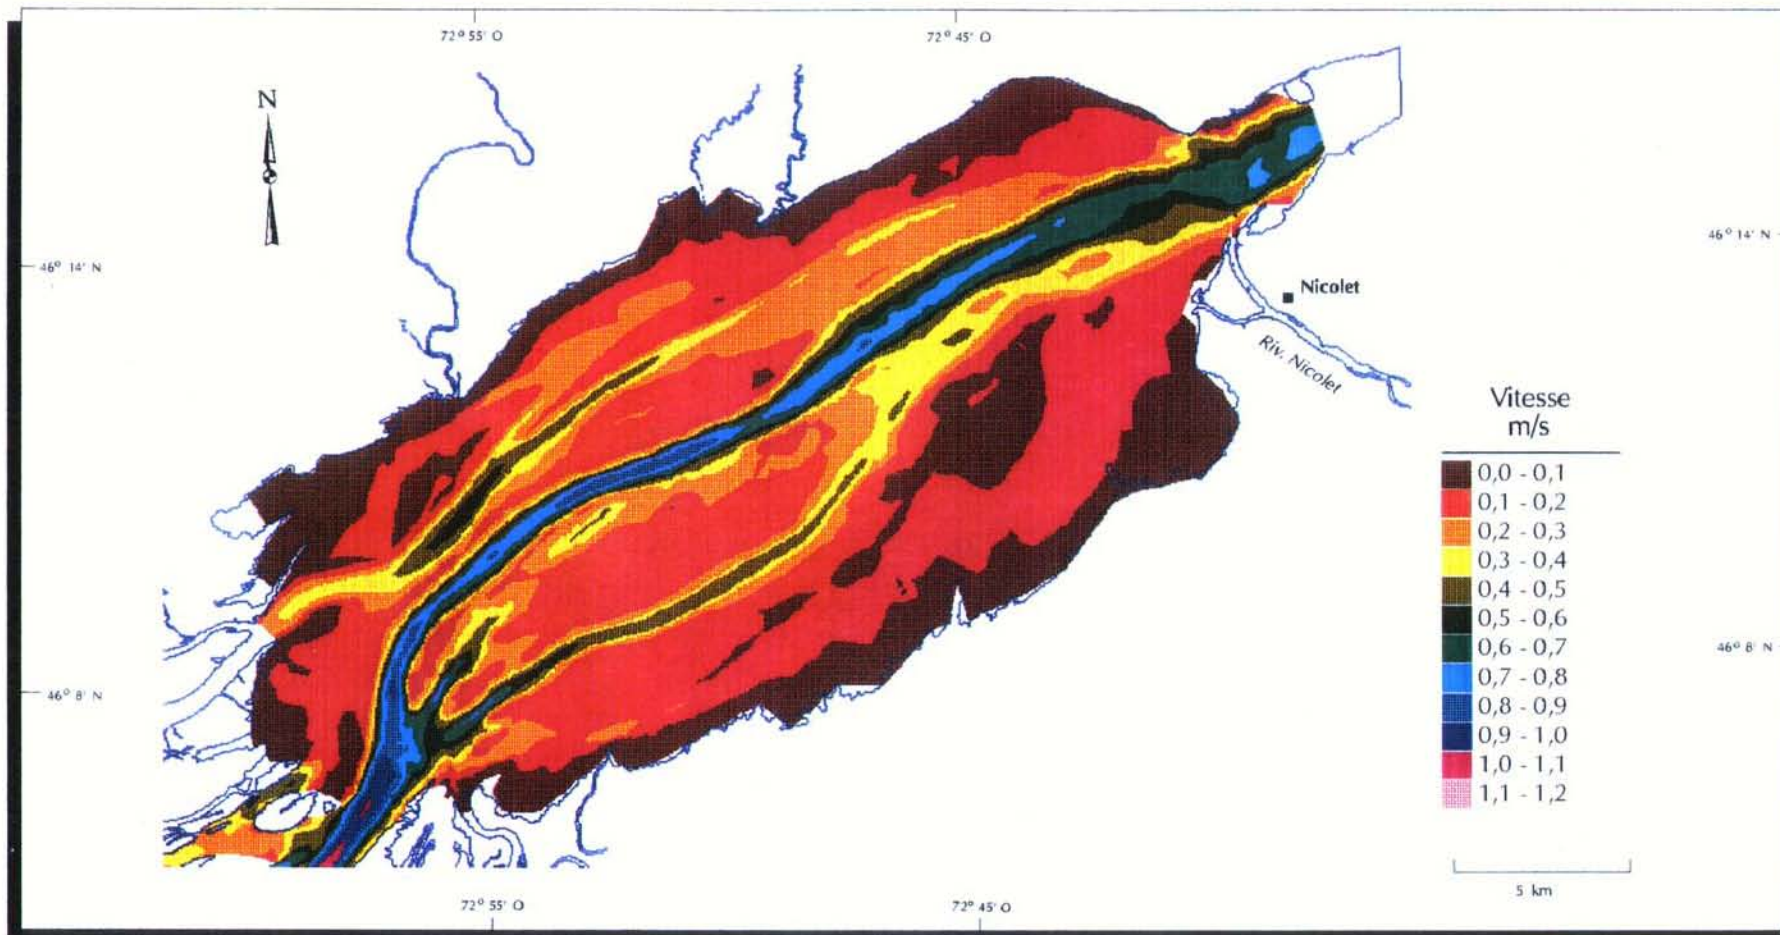 72° 55' O
72° 45' O
N
46° 14' N
46° 14' N
Nicolet
Riv. Nicolet
Vitesse
m/s
0,0 - 0,1
0,1 - 0,2
0,2 - 0,3
0,3 - 0,4
0,4 - 0,5
0,5 - 0,6
0,6 - 0,7
0,7 - 0,8
0,8 - 0,9
0,9 - 1,0
1,0 - 1,1
1,1 - 1,2
46° 8' N
46° 8' N
5 km
72° 55' O
72° 45' O